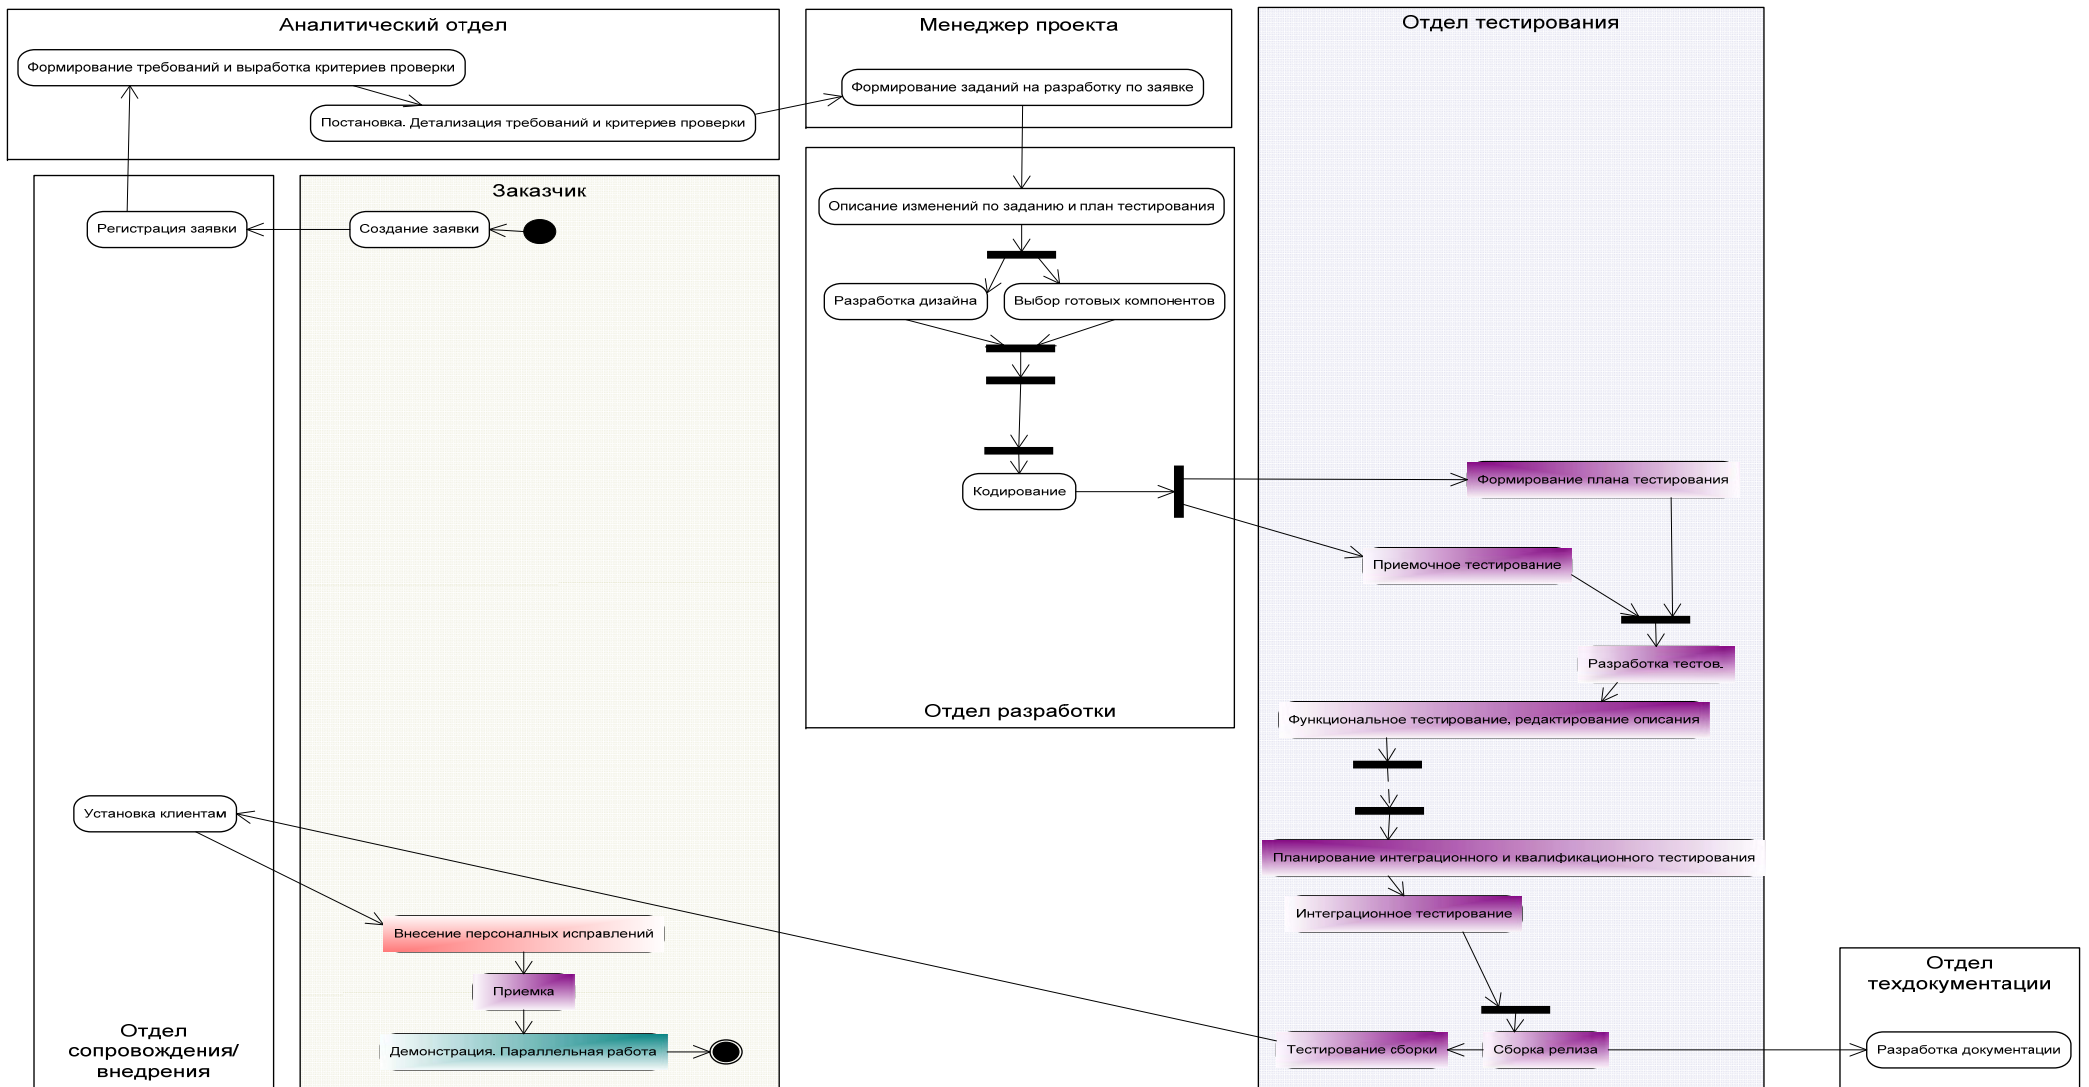 Аналитический отдел
Формирование требований и выработка критериев проверки
Постановка. Детализация требований и критериев проверки
Менеджер проекта
Формирование заданий на разработку по заявке
Отдел тестирования
Заказчик
Регистрация заявки
Создание заявки
Описание изменений по заданию и план тестирования
Разработка дизайна
Выбор готовых компонентов
Кодирование
Отдел разработки
Формирование плана тестирования
Приемочное тестирование
Разработка тестов.
Функциональное тестирование, редактирование описания
Планирование интеграционного и квалификационного тестирования
Интеграционное тестирование
Тестирование сборки
Сборка релиза
Установка клиентам
Внесение персоналных исправлений
Приемка
Демонстрация. Параллельная работа
Отдел
сопровождения/
внедрения
Отдел
техдокументации
Разработка документации